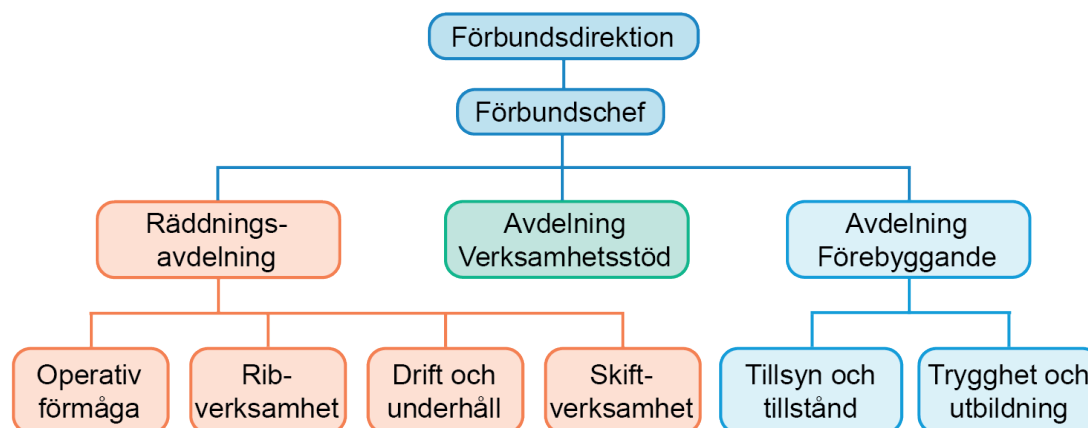 Förbundsdirektion
Förbundschef
Räddnings-
avdelning
Avdelning
Verksamhetsstöd
Avdelning
Förebyggande
Operativ
förmåga
Rib-
verksamhet
Drift och
underhåll
Skift-
verksamhet
Tillsyn och
tillstånd
Trygghet och
utbildning